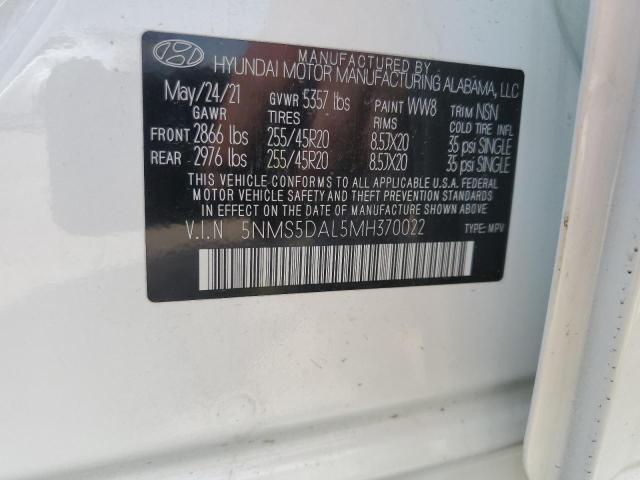 MANUFACTURED BY
HYUNDAI MOTOR MANUFACTURING ALABAMA, LLC
May/24/21 GVWR 5357 lbs PAINT WW8 TRIM NSN
GAWR TIRES RIMS COLD TIRE INFL
FRONT 2866 lbs 255/45R20 8.5JX20 35 psi SINGLE
REAR 2976 lbs 255/45R20 8.5JX20 35 psi SINGLE
THIS VEHICLE CONFORMS TO ALL APPLICABLE U.S.A. FEDERAL
MOTOR VEHICLE SAFETY AND THEFT PREVENTION STANDARDS
IN EFFECT ON THE DATE OF MANUFACTURE SHOWN ABOVE
V.I.N 5NMS5DAL5MH370022 TYPE: MPV